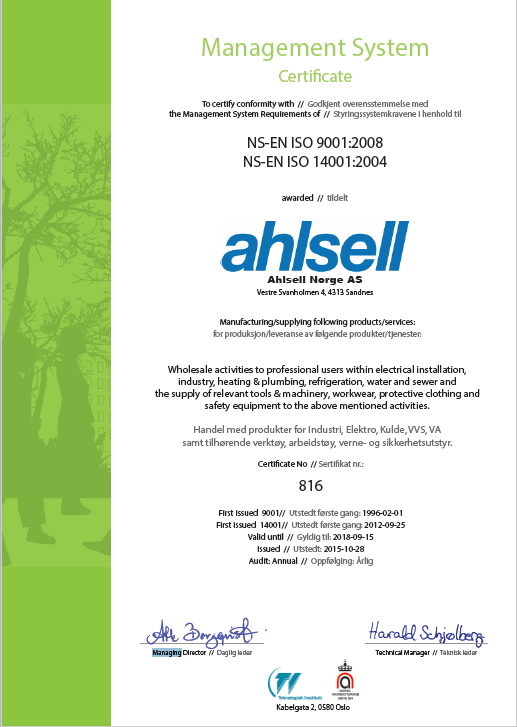 Management System
Certificate
To certify conformity with // Godkjent overensstemmelse med
the Management System Requirements of // Styringssystemkravene i henhold til
NS-EN ISO 9001:2008
NS-EN ISO 14001:2004
awarded // tildelt
ahlsell
Ahlsell Norge AS
Vestre Svanholmen 4, 4313 Sandnes
Manufacturing/supplying following products/services:
for produksjon/leveranse av følgende produkter/tjenester:
Wholesale activities to professional users within electrical installation,
industry, heating & plumbing, refrigeration, water and sewer and
the supply of relevant tools & machinery, workwear, protective clothing and
safety equipment to the above mentioned activities.
Handel med produkter for Industri, Elektro, Kulde, VVS, VA
samt tilhørende verktøy, arbeidstøy, verne- og sikkerhetsutstyr.
Certificate No // Sertifikat nr.:
816
First issued 9001// Utstedt første gang: 1996-02-01
First issued 14001// Utstedt første gang: 2012-09-25
Valid until // Gyldig til: 2018-09-15
Issued // Utstedt: 2015-10-28
Audit: Annual // Oppfølging: Årlig
Harald Schjølberg
Managing Director // Daglig leder
Technical Manager // Teknisk leder
Teknologisk Institutt
Kabelgata 2, 0580 Oslo